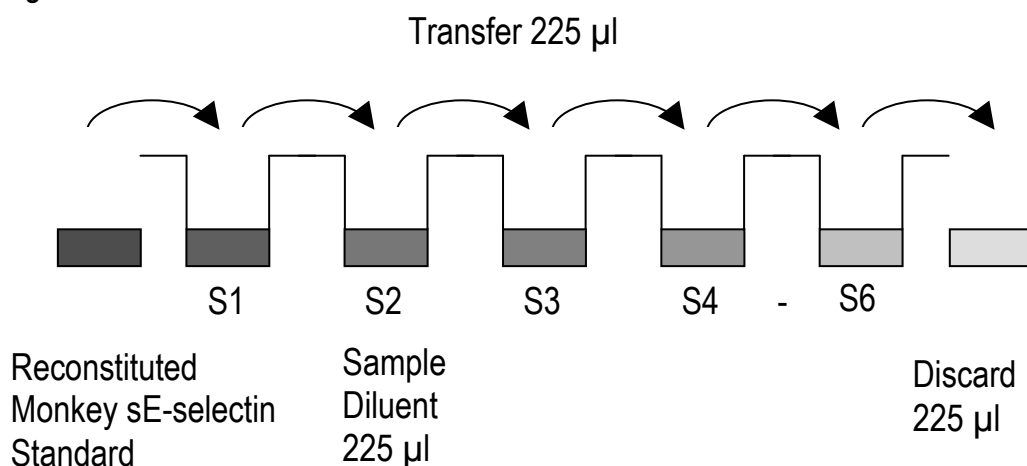 Transfer 225 µl
S1 S2 S3 S4 - S6
Reconstituted
Monkey sE-selectin
Standard
Sample
Diluent
225 µl
Discard
225 µl